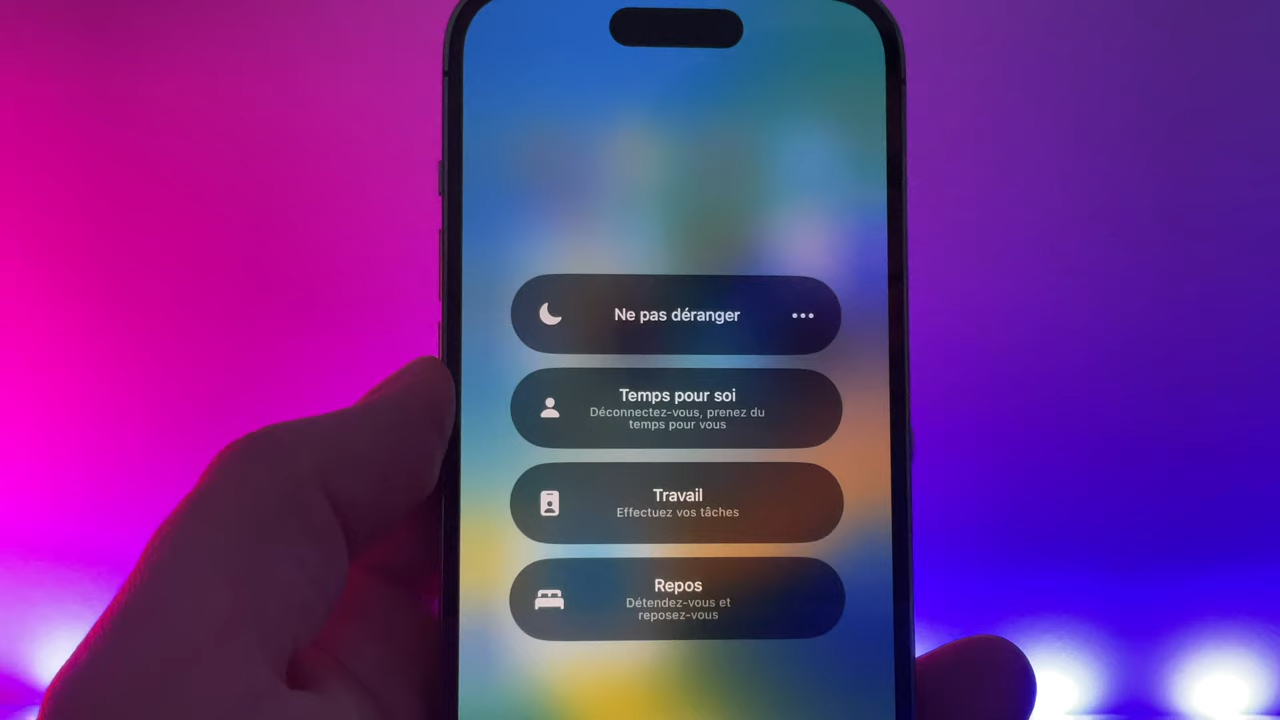 Ne pas déranger
Temps pour soi
Déconnectez-vous, prenez du
temps pour vous
Travail
Effectuez vos tâches
Repos
Détendez-vous et
reposez-vous